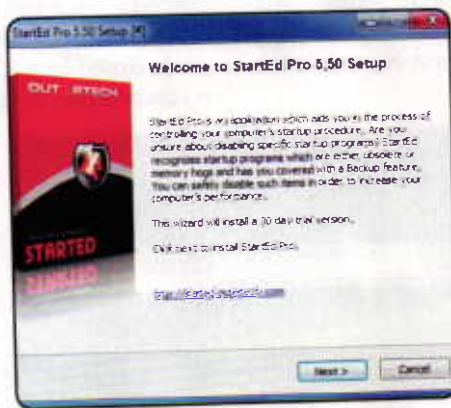 StartEd Pro 5.50 Setup
Welcome to StartEd Pro 5.50 Setup
OUT RTECH
StartEd Pro is an application which aids you in the process of
controlling your computer's startup procedure. Are you
unsure about disabling specific startup programs? StartEd
recognises startup programs which are either obsolete or
memory hogs and has you covered with a Backup feature.
You can safely disable such items in order to increase your
computer's performance.
This wizard will install a 30 day trial version.
Click next to install StartEd Pro.
STARTED
Next >
Cancel